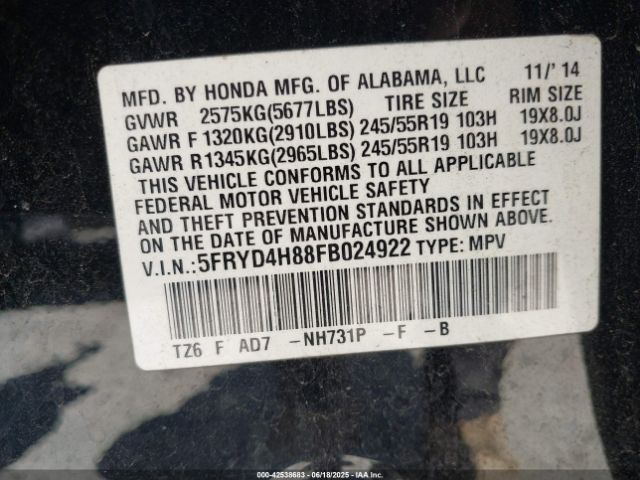 MFD. BY HONDA MFG. OF ALABAMA, LLC 11/'14
GVWR 2575KG(5677LBS) TIRE SIZE RIM SIZE
GAWR F 1320KG(2910LBS) 245/55R19 103H 19X8.0J
GAWR R1345KG(2965LBS) 245/55R19 103H 19X8.0J
THIS VEHICLE CONFORMS TO ALL APPLICABLE
FEDERAL MOTOR VEHICLE SAFETY
AND THEFT PREVENTION STANDARDS IN EFFECT
ON THE DATE OF MANUFACTURE SHOWN ABOVE.
V.I.N.:5FRYD4H88FB024922 TYPE: MPV
TZ6 F AD7 -NH731P -F -B
000-42538683 - 06/18/2025 - IAAI (US)